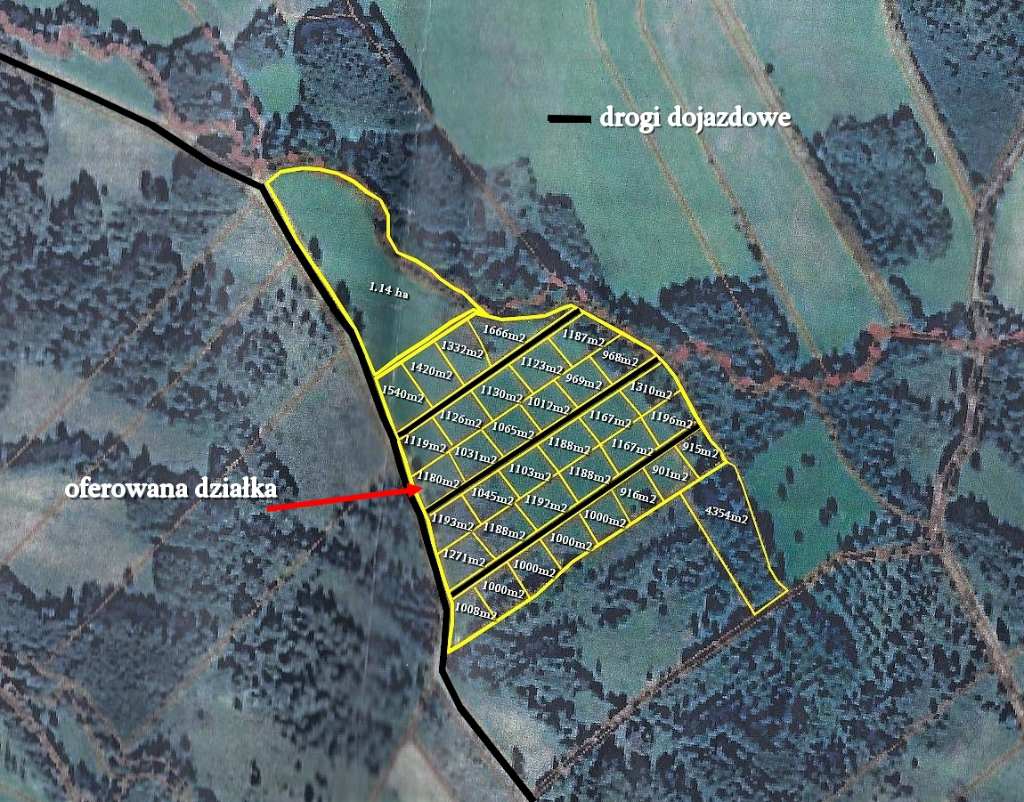 drogi dojazdowe
1.14 ha
1666m2
1187m2
1332m2
968m2
1123m2
1420m2
969m2
1310m2
1540m2
1130m2
1012m2
1196m2
1126m2
1167m2
1065m2
1119m2
1188m2
1167m2
915m2
1031m2
1103m2
1188m2
901m2
1180m2
oferowana działka
1045m2
1192m2
916m2
4354m2
1193m2
1188m2
1000m2
1000m2
1271m2
1000m2
1000m2
1008m2